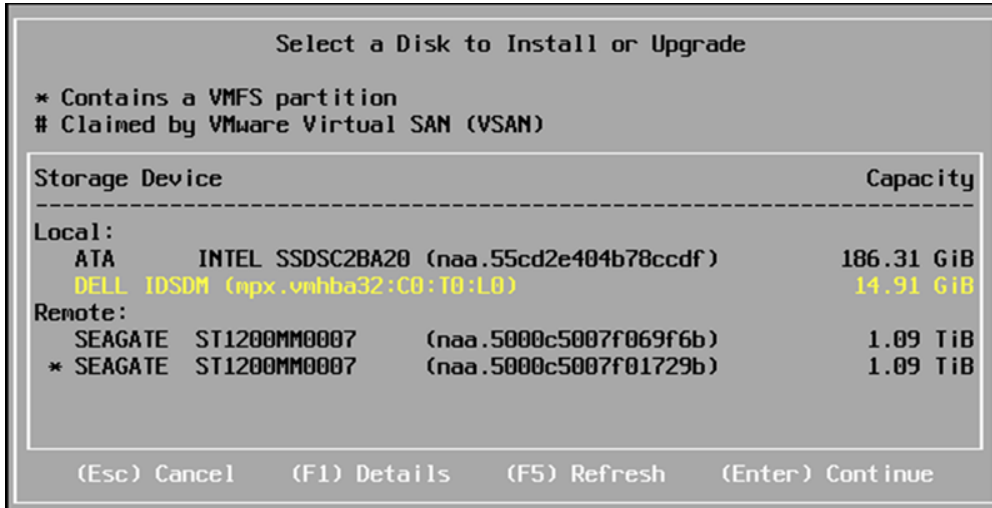 Select a Disk to Install or Upgrade
* Contains a VMFS partition
# Claimed by VMware Virtual SAN (VSAN)
Storage Device Capacity
--------------------------------------------------------------------------------
Local:
ATA INTEL SSDSC2BA20 (naa.55cd2e404b78ccdf) 186.31 GiB
DELL IDSDM (mpx.vmhba32:C0:T0:L0) 14.91 GiB
Remote:
SEAGATE ST1200MM0007 (naa.5000c5007f069f6b) 1.09 TiB
* SEAGATE ST1200MM0007 (naa.5000c5007f01729b) 1.09 TiB
(Esc) Cancel (F1) Details (F5) Refresh (Enter) Continue